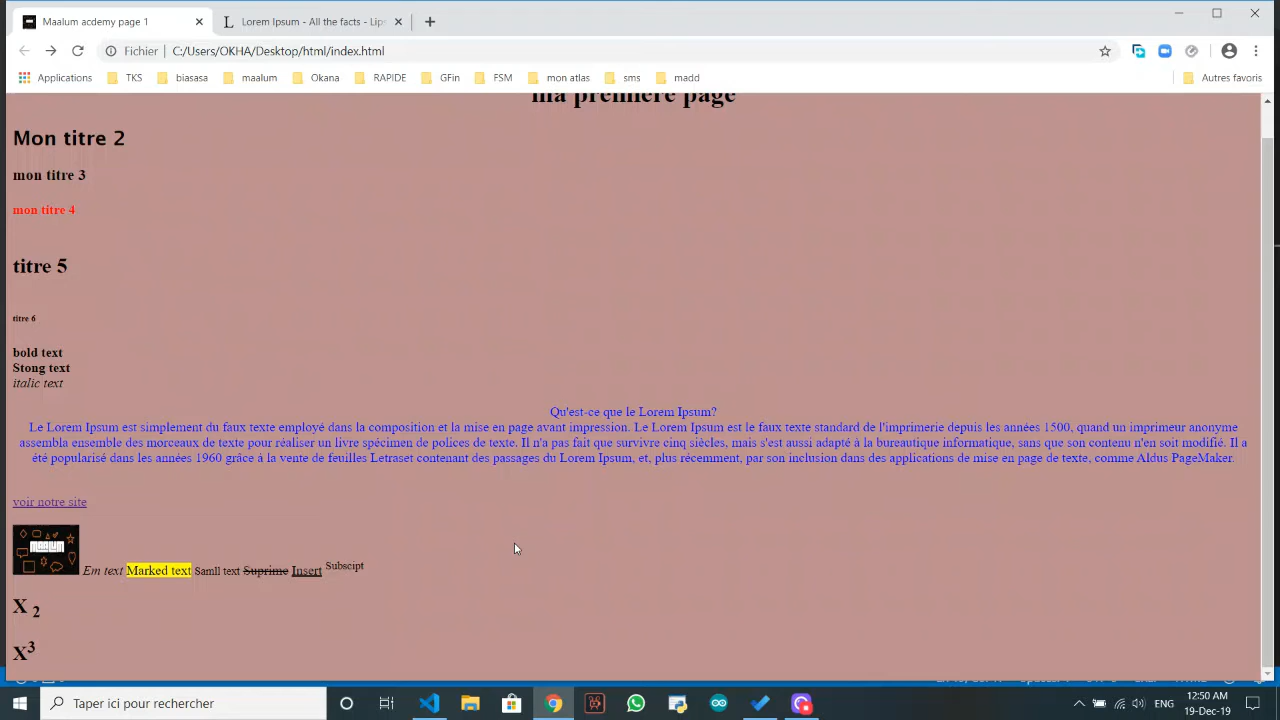 Maalum acdemy page 1
Lorem Ipsum - All the facts - Lips
Fichier | C:/Users/OKHA/Desktop/html/index.html
Applications TKS biasasa maalum Okana RAPIDE GFin FSM mon atlas sms madd Autres favoris
ma première page
Mon titre 2
mon titre 3
mon titre 4
titre 5
titre 6
bold text
Stong text
italic text
Qu'est-ce que le Lorem Ipsum?
Le Lorem Ipsum est simplement du faux texte employé dans la composition et la mise en page avant impression. Le Lorem Ipsum est le faux texte standard de l'imprimerie depuis les années 1500, quand un imprimeur anonyme
assembla ensemble des morceaux de texte pour réaliser un livre spécimen de polices de texte. Il n'a pas fait que survivre cinq siècles, mais s'est aussi adapté à la bureautique informatique, sans que son contenu n'en soit modifié. Il a
été popularisé dans les années 1960 grâce à la vente de feuilles Letraset contenant des passages du Lorem Ipsum, et, plus récemment, par son inclusion dans des applications de mise en page de texte, comme Aldus PageMaker.
voir notre site
Em text Marked text Samll text Suprime Insert Subscipt
X 2
X3
Taper ici pour rechercher
ENG
12:50 AM
19-Dec-19